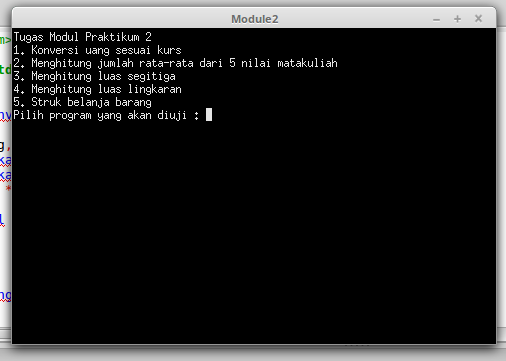 Module2
Tugas Modul Praktikum 2
1. Konversi uang sesuai kurs
2. Menghitung jumlah rata-rata dari 5 nilai matakuliah
3. Menghitung luas segitiga
4. Menghitung luas lingkaran
5. Struk belanja barang
Pilih program yang akan diuji :